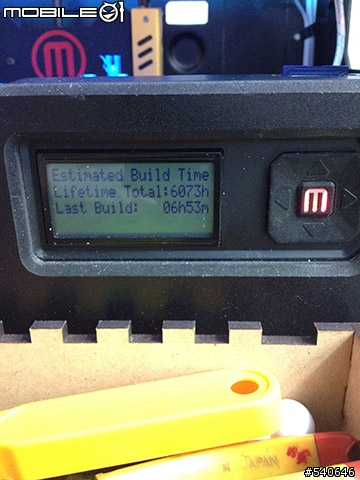 MOBILE01
M
Estimated Build Time
Lifetime Total:6073h
Last Build: 06h53m
M
JAPAN
#540646